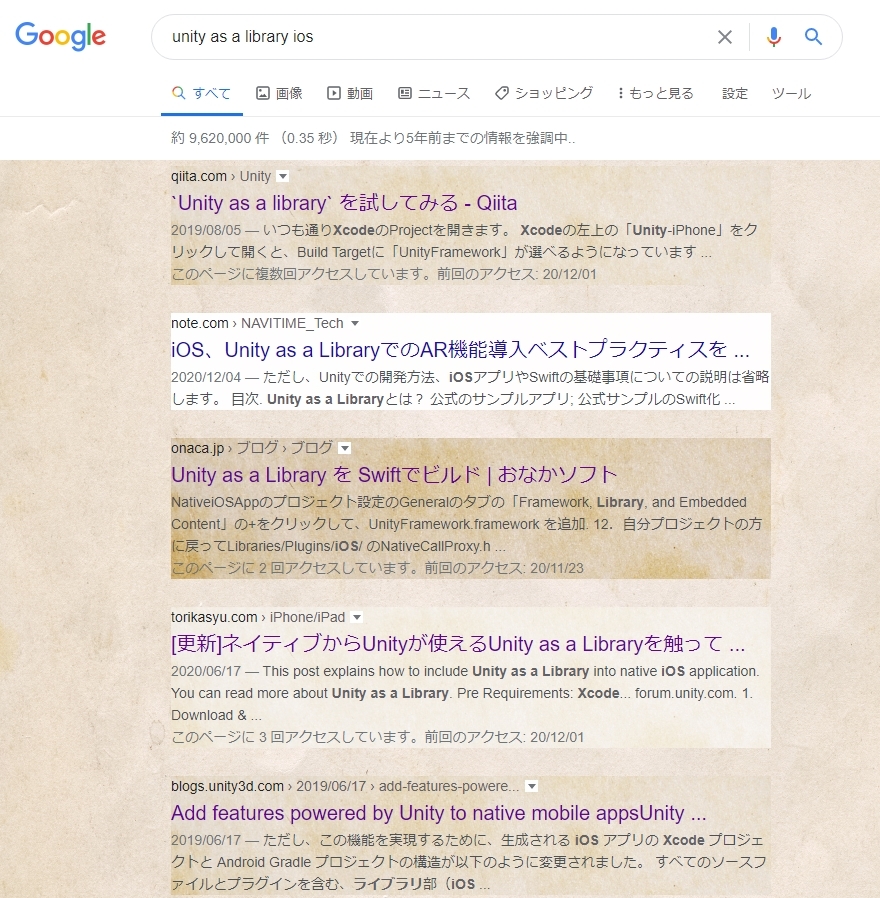 Google
unity as a library ios
すべて 画像 動画 ニュース ショッピング もっと見る 設定 ツール
約 9,620,000 件 （0.35 秒） 現在より5年前までの情報を強調中..
qiita.com › Unity
`Unity as a library` を試してみる - Qiita
2019/08/05 — いつも通りXcodeのProjectを開きます。 Xcodeの左上の「Unity-iPhone」をク
リックして開くと、Build Targetに「UnityFramework」が選べるようになっています ...
このページに複数回アクセスしています。前回のアクセス: 20/12/01
note.com › NAVITIME_Tech
iOS、Unity as a LibraryでのAR機能導入ベストプラクティスを ...
2020/12/04 — ただし、Unityでの開発方法、iOSアプリやSwiftの基礎事項についての説明は省略
します。 目次. Unity as a Libraryとは？ 公式のサンプルアプリ; 公式サンプルのSwift化 ...
onaca.jp › ブログ › ブログ
Unity as a Library を Swiftでビルド | おなかソフト
NativeiOSAppのプロジェクト設定のGeneralのタブの「Framework, Library, and Embedded
Content」の+をクリックして、UnityFramework.framework を追加. 12．自分プロジェクトの方
に戻ってLibraries/Plugins/iOS/ のNativeCallProxy.h ...
このページに 2 回アクセスしています。前回のアクセス: 20/11/23
torikasyu.com › iPhone/iPad
[更新]ネイティブからUnityが使えるUnity as a Libraryを触って ...
2020/06/17 — This post explains how to include Unity as a Library into native iOS application.
You can read more about Unity as a Library. Pre Requirements: Xcode... forum.unity.com. 1.
Download & ...
このページに 3 回アクセスしています。前回のアクセス: 20/12/01
blogs.unity3d.com › 2019/06/17 › add-features-powere...
Add features powered by Unity to native mobile appsUnity ...
2019/06/17 — ただし、この機能を実現するために、生成される iOS アプリの Xcode プロジェ
クトと Android Gradle プロジェクトの構造が以下のように変更されました。 すべてのソースフ
ァイルとプラグインを含む、ライブラリ部（iOS ...